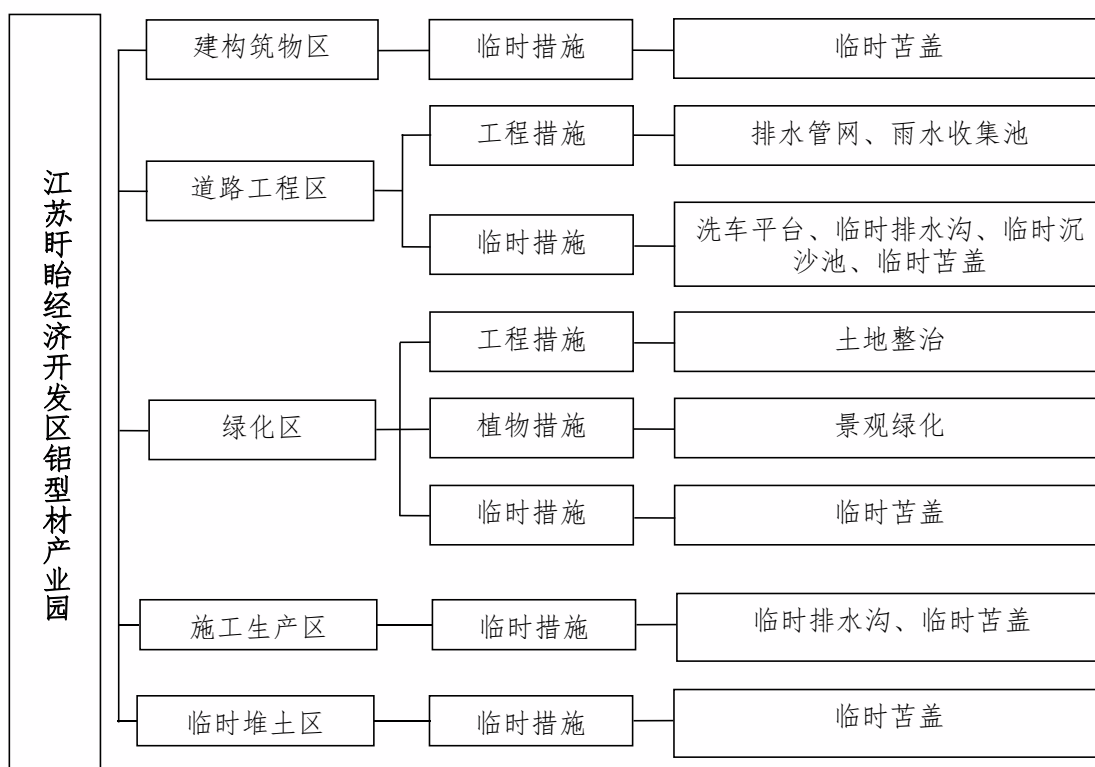 江苏盱眙经济开发区铝型材产业园
建构筑物区
临时措施
临时苫盖
道路工程区
工程措施
排水管网、雨水收集池
临时措施
洗车平台、临时排水沟、临时沉
沙池、临时苫盖
绿化区
工程措施
土地整治
植物措施
景观绿化
临时措施
临时苫盖
施工生产区
临时措施
临时排水沟、临时苫盖
临时堆土区
临时措施
临时苫盖